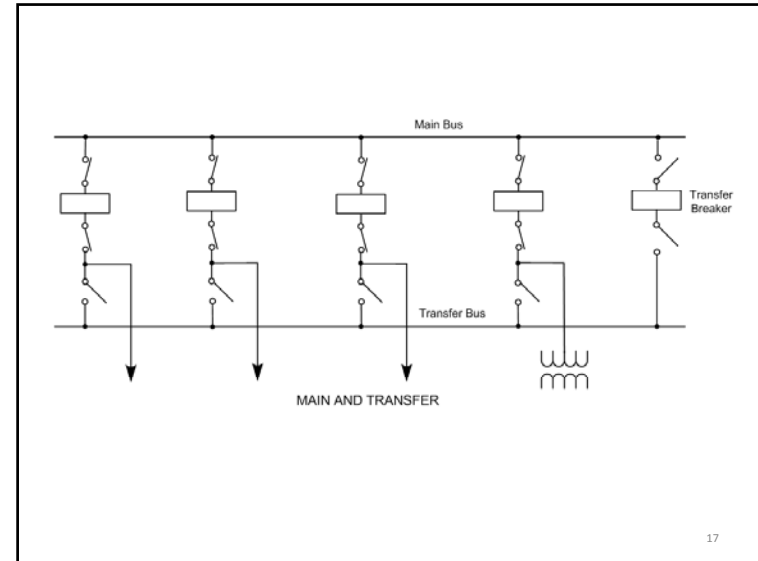 Main Bus
Transfer
Breaker
Transfer Bus
MAIN AND TRANSFER
17